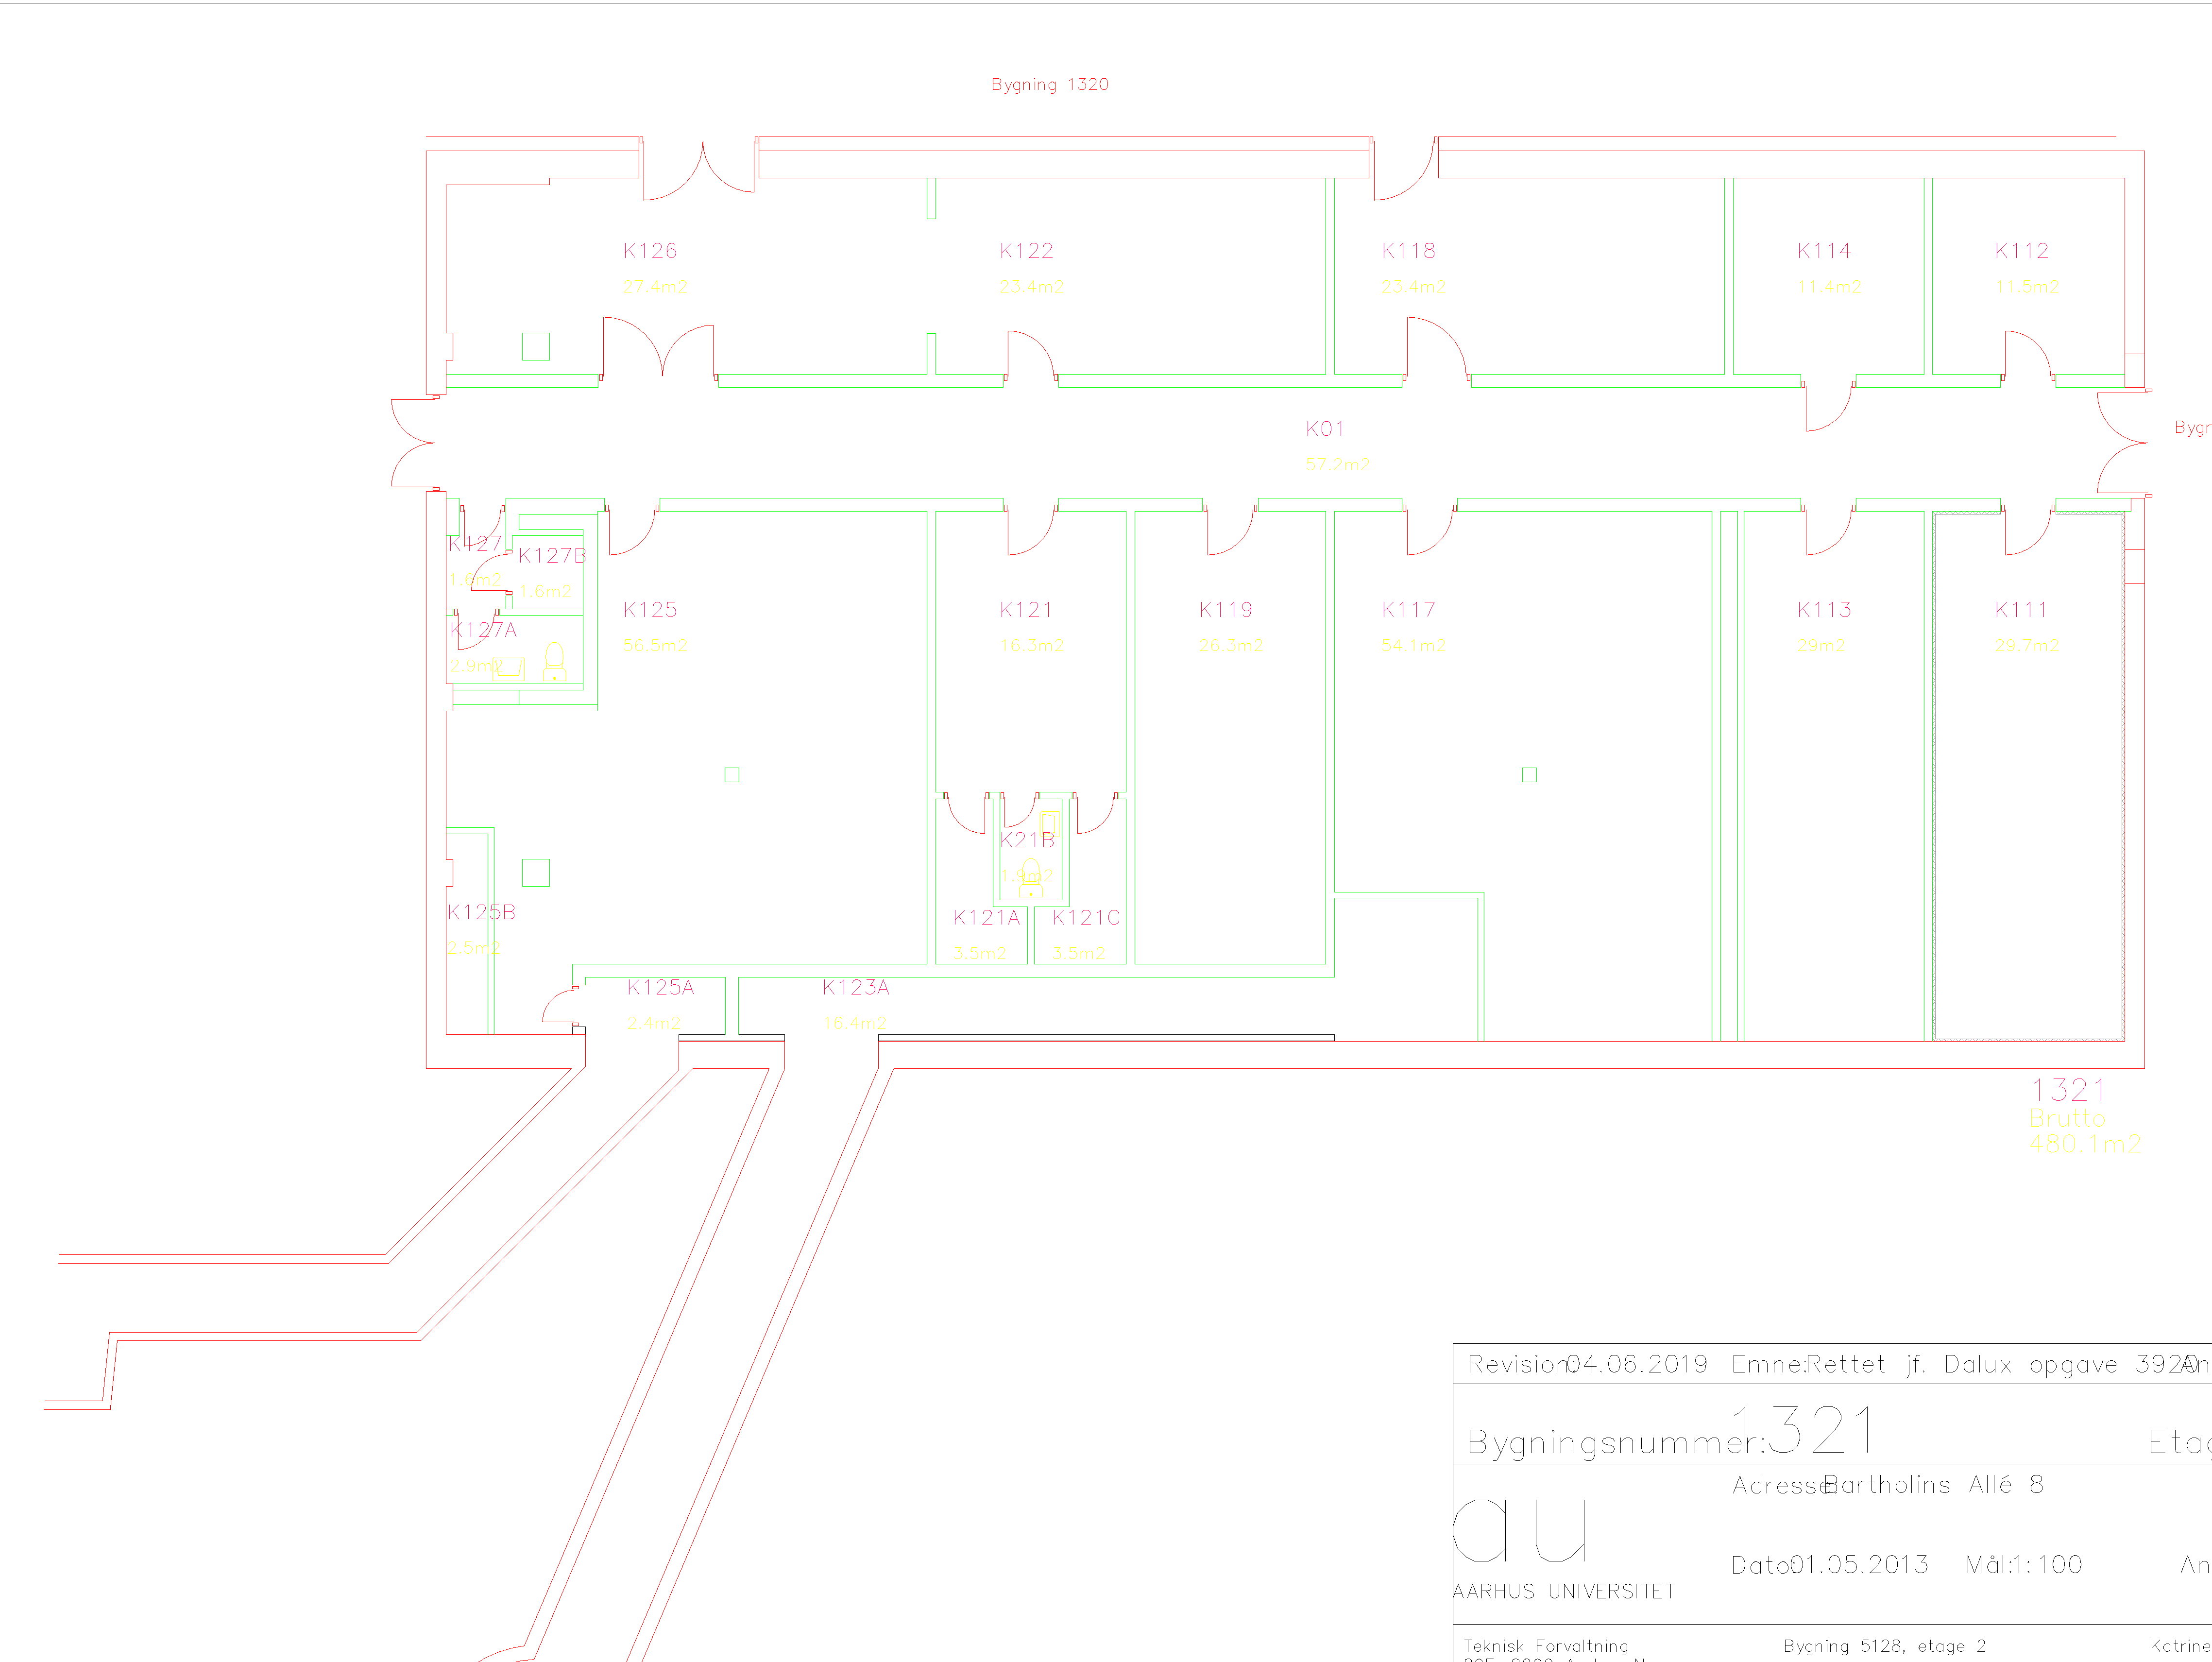 Bygning 1320
K126
27.4m2
K122
23.4m2
K118
23.4m2
K114
11.4m2
K112
11.5m2
K01
57.2m2
K127
1.6m2
K127B
1.6m2
K127A
2.9m2
K125
56.5m2
K121
16.3m2
K119
26.3m2
K117
54.1m2
K113
29m2
K111
29.7m2
K21B
1.9m2
K125B
2.5m2
K121A
3.5m2
K121C
3.5m2
K125A
2.4m2
K123A
16.4m2
1321
Brutto
480.1m2
Revision: 04.06.2019 Emne: Rettet jf. Dalux opgave 3920
Bygningsnummer: 1321
Adresse: Bartholins Allé 8
au
Dato: 01.05.2013 Mål: 1:100
AARHUS UNIVERSITET
Teknisk Forvaltning Bygning 5128, etage 2 Katrine